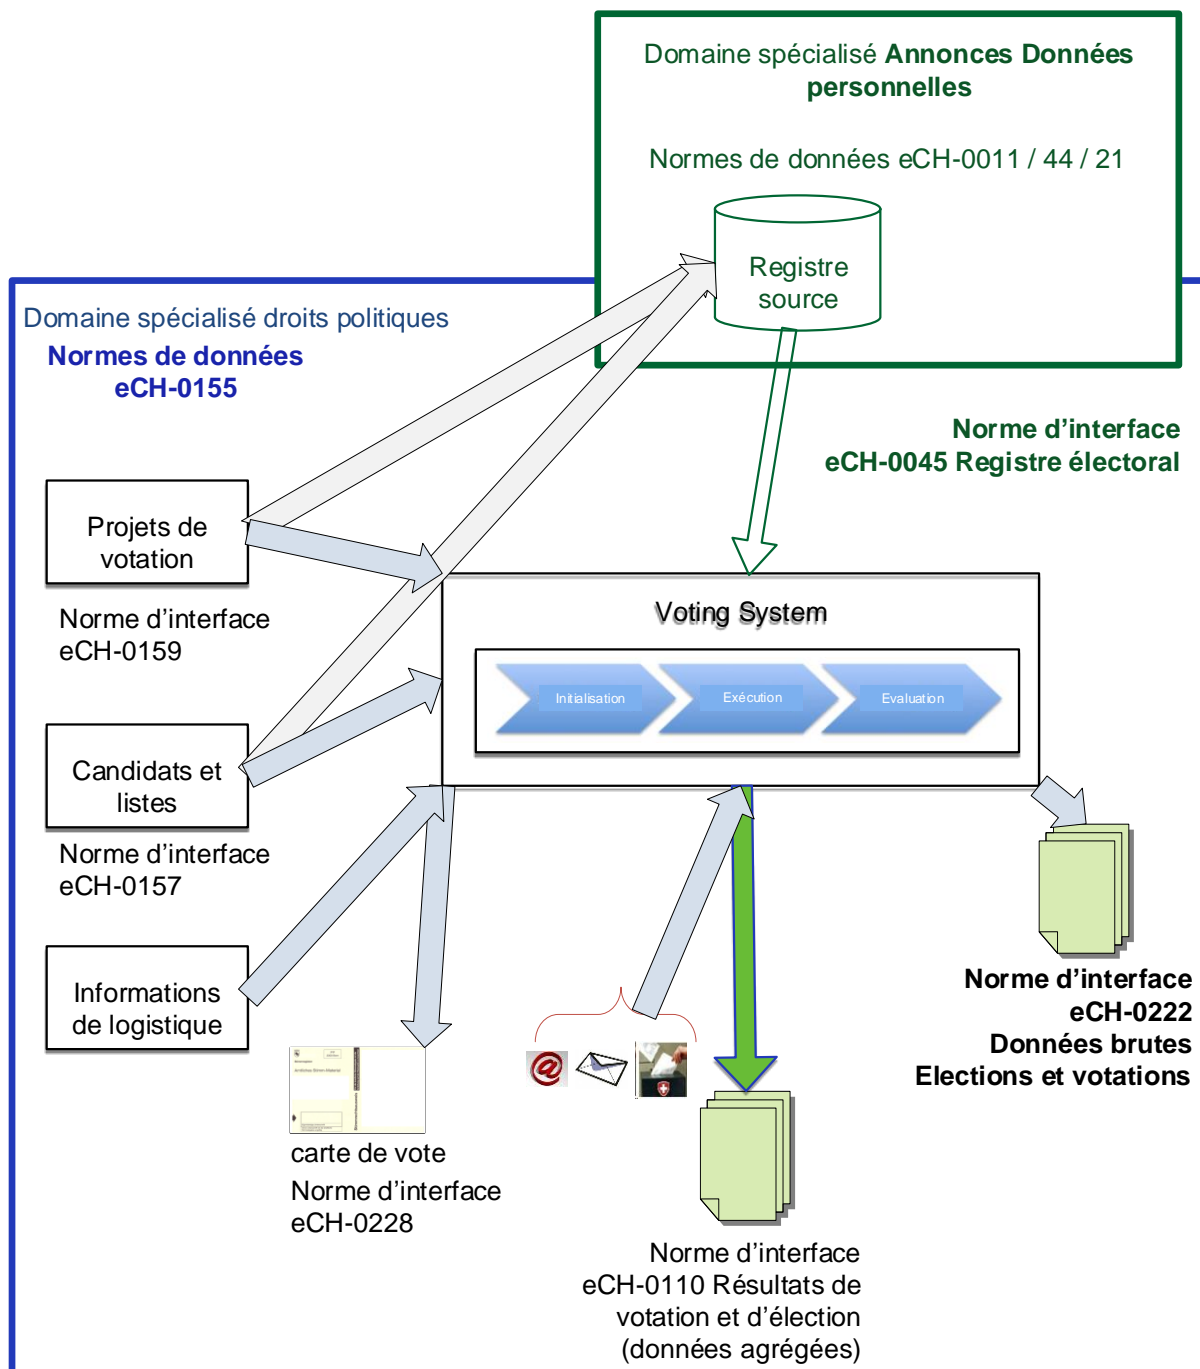 Domaine spécialisé Annonces Données
personnelles
Normes de données eCH-0011 / 44 / 21
Registre
source
Domaine spécialisé droits politiques
Normes de données
eCH-0155
Norme d'interface
eCH-0045 Registre électoral
Projets de
votation
Norme d'interface
eCH-0159
Voting System
Initialisation
Exécution
Evaluation
Candidats et
listes
Norme d'interface
eCH-0157
Informations
de logistique
Norme d'interface
eCH-0222
Données brutes
Elections et votations
@
carte de vote
Norme d'interface
eCH-0228
Norme d'interface
eCH-0110 Résultats de
votation et d'élection
(données agrégées)